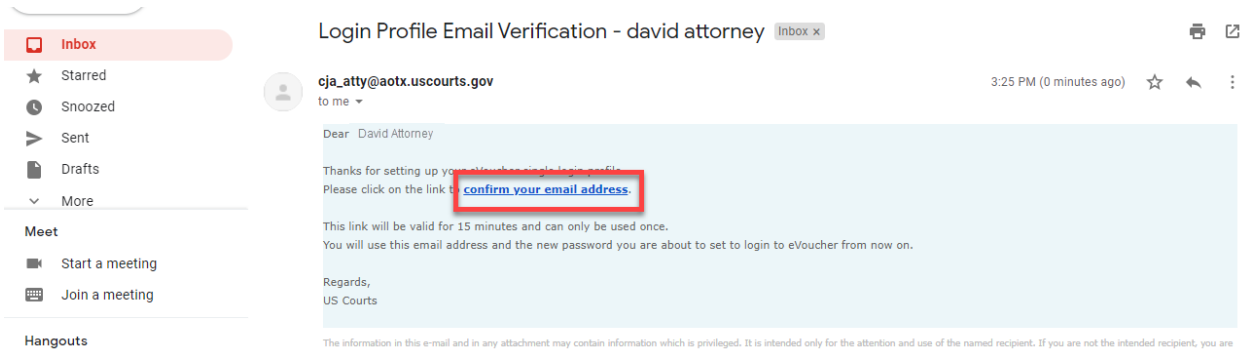 Inbox
Starred
Snoozed
Sent
Drafts
More
Meet
Start a meeting
Join a meeting
Hangouts
Login Profile Email Verification - david attorney Inbox x
cja_atty@aotx.uscourts.gov 3:25 PM (0 minutes ago)
to me
Dear David Attorney
Thanks for setting up your eVoucher single login profile.
Please click on the link to confirm your email address.
This link will be valid for 15 minutes and can only be used once.
You will use this email address and the new password you are about to set to login to eVoucher from now on.
Regards,
US Courts
The information in this e-mail and in any attachment may contain information which is privileged. It is intended only for the attention and use of the named recipient. If you are not the intended recipient, you are